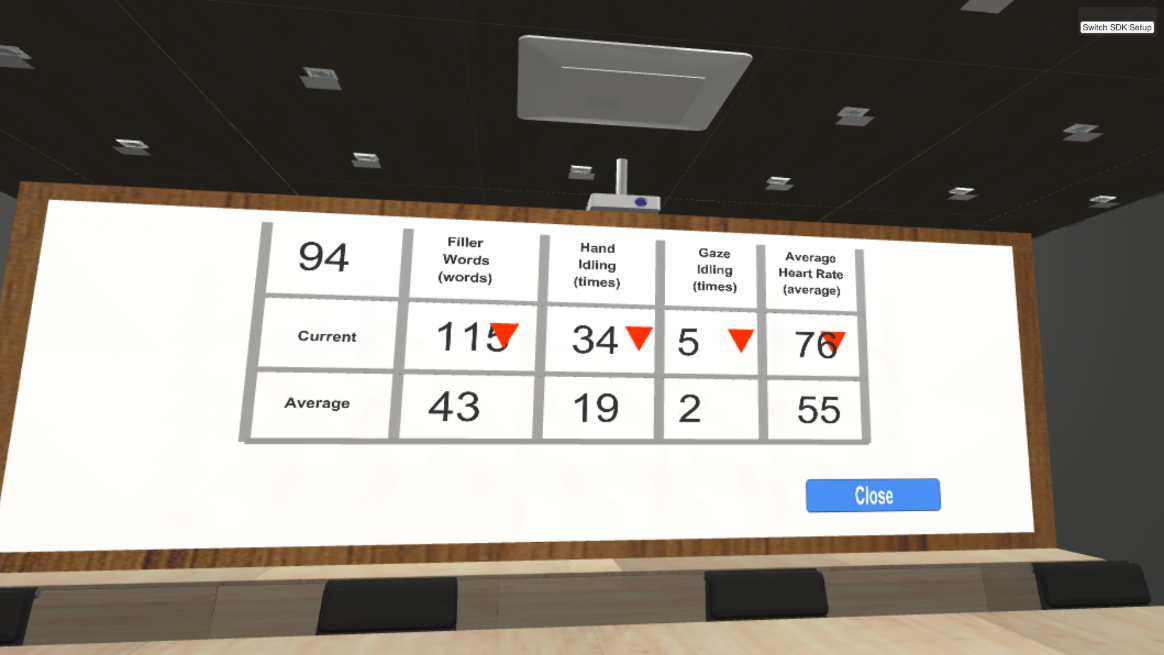 Switch SDK Setup
94
Filler
Words
(words)
Hand
Idling
(times)
Gaze
Idling
(times)
Average
Heart Rate
(average)
Current
115
34
5
76
Average
43
19
2
55
Close